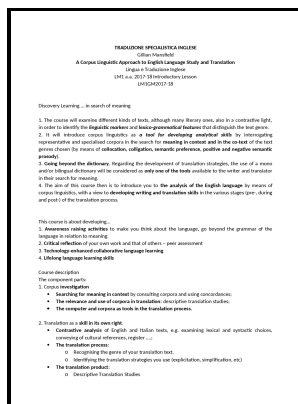 TRADUZIONE SPECIALISTICA INGLESE
Gillian Mansfield
A Corpus Linguistic Approach to English Language Study and Translation
Lingua e Traduzione Inglese
LM1 a.a. 2017-18 Introductory Lesson
LM1GM2017-18
Discovery Learning ... in search of meaning
1. The course will examine different kinds of texts, although many literary ones, also in a contrastive light,
in order to identify the linguistic markers and lexico-grammatical features that distinguish the text genre.
2. It will introduce corpus linguistics as a tool for developing analytical skills by interrogating
representative and specialised corpora in the search for meaning in context and in the co-text of the text
genres chosen by means of colocation, colligation, semantic preference, positive and negative semantic
prosody).
3. Going beyond the dictionary. Regarding the development of translation strategies, the use of a mono
and/or bilingual dictionary will be considered as only one of the tools available to the writer and translator
in their search for meaning.
4. The aim of this course then is to introduce you to the analysis of the English language by means of
corpus linguistics, with a view to developing writing and translation skills in the various stages (pre-, during
and post-) of the translation process.
This course is about developing...
1. Awareness raising activities to make you think about the language, go beyond the grammar of the
language in relation to meaning.
2. Critical reflection of your own work and that of others – peer assessment
3. Technology-enhanced collaborative language learning
4. Lifelong language learning skills
Course description
The component parts:
1. Corpus investigation
• Searching for meaning in context by consulting corpora and using concordances;
• The relevance and use of corpora in translation: descriptive translation studies;
• The computer and corpora as tools in the translation process.
2. Translation as a skill in its own right.
• Contrastive analysis of English and Italian texts, e.g. examining lexical and syntactic choices,
conveying of cultural references, register ....;
• The translation process:
o Recognising the genre of your translation text.
o Identifying the translation strategies you use (explicitation, simplification, etc)
• The translation product:
o Descriptive Translation Studies